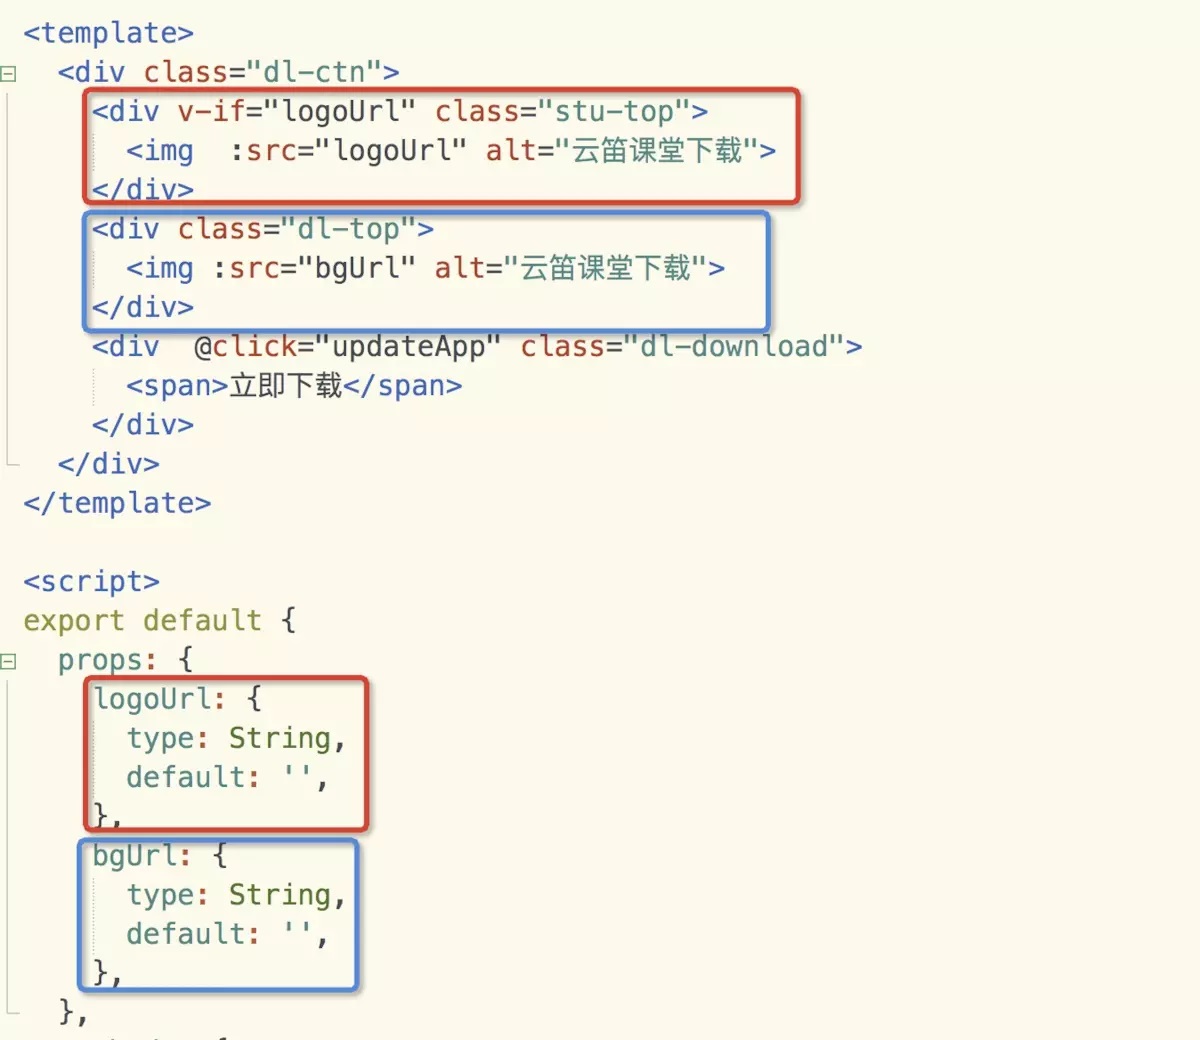 <template>
<div class="dl-ctn">
<div v-if="logoUrl" class="stu-top">
<img  :src="logoUrl" alt="云笛课堂下载">
</div>
<div class="dl-top">
<img :src="bgUrl" alt="云笛课堂下载">
</div>
<div  @click="updateApp" class="dl-download">
<span>立即下载</span>
</div>
</div>
</template>
<script>
export default {
props: {
logoUrl: {
type: String,
default: '',
},
bgUrl: {
type: String,
default: '',
},
},